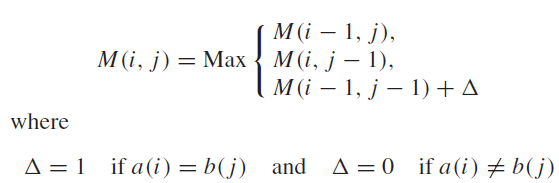 M(i − 1, j),
M(i, j) = Max { M(i, j − 1),
M(i − 1, j − 1) + Δ
where
Δ = 1 if a(i) = b(j) and Δ = 0 if a(i) ≠ b(j)